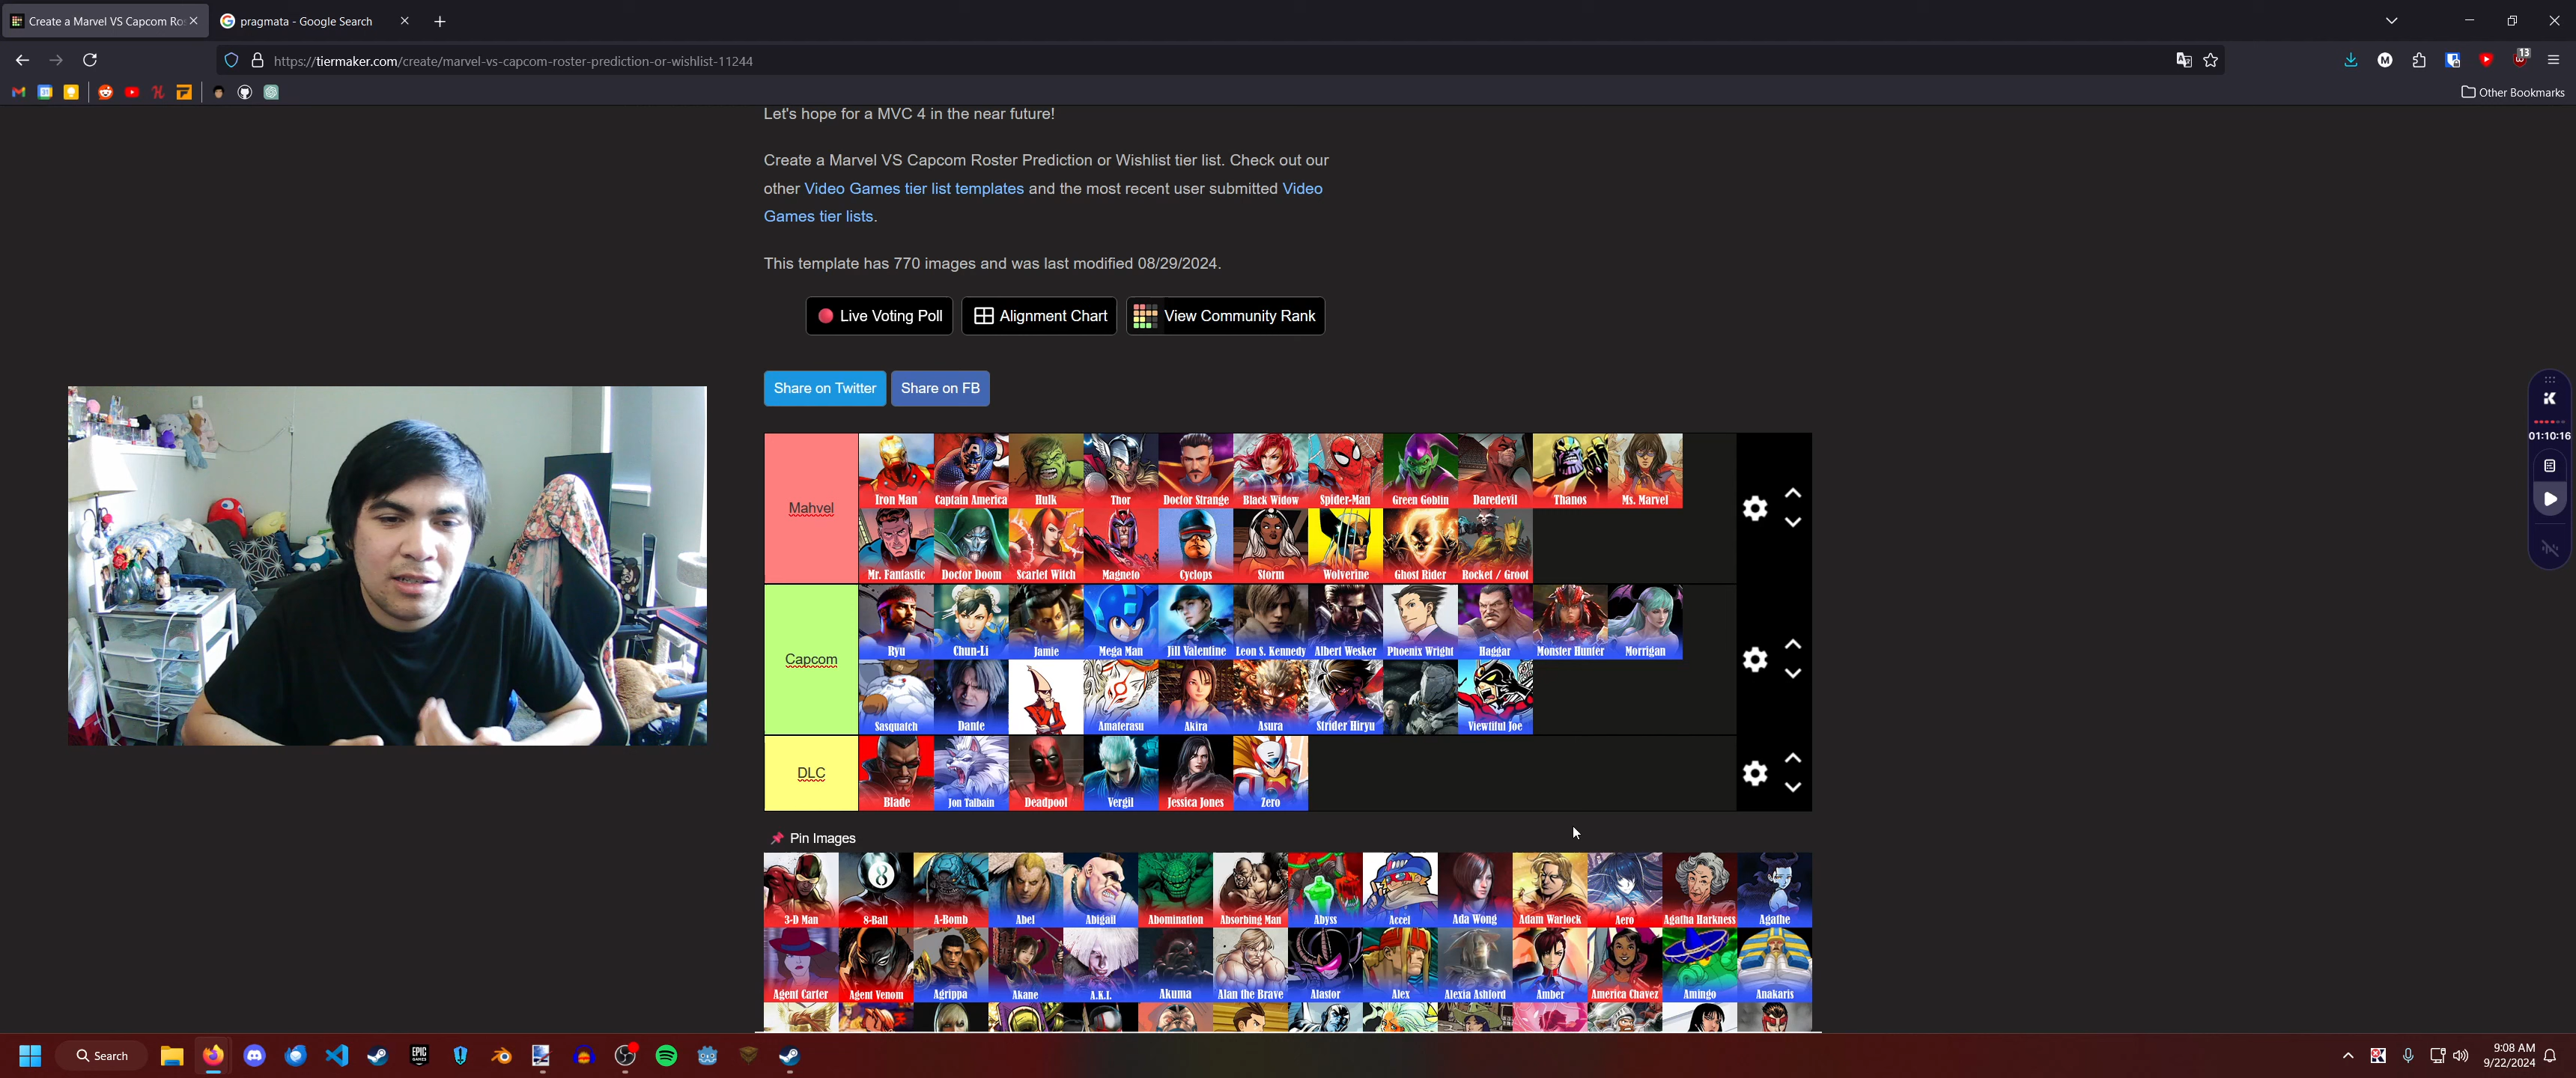 Create a Marvel VS Capcom Ro
pragmata - Google Search
https://tiermaker.com/create/marvel-vs-capcom-roster-prediction-or-wishlist-11244
13
Other Bookmarks
Let's hope for a MVC 4 in the near future!
Create a Marvel VS Capcom Roster Prediction or Wishlist tier list. Check out our
other Video Games tier list templates and the most recent user submitted Video
Games tier lists.
This template has 770 images and was last modified 08/29/2024.
Live Voting Poll
Alignment Chart
View Community Rank
Share on Twitter
Share on FB
01:10:16
Mahvel
Iron Man Captain America Hulk Thor Doctor Strange Black Widow Spider-Man Green Goblin Daredevil Thanos Ms. Marvel
Mr. Fantastic Doctor Doom Scarlet Witch Magneto Cyclops Storm Wolverine Ghost Rider Rocket / Groot
Capcom
Ryu Chun-Li Jamie Mega Man Jill Valentine Leon S. Kennedy Albert Wesker Phoenix Wright Haggar Monster Hunter Morrigan
Sasquatch Dante Amaterasu Akira Asura Strider Hiryu Viewtiful Joe
DLC
Blade Jon Talbain Deadpool Vergil Jessica Jones Zero
Pin Images
8
3-D Man 8-Ball A-Bomb Abel Abigail Abomination Absorbing Man Abyss Accel Ada Wong Adam Warlock Aero Agatha Harkness Agathe
Agent Carter Agent Venom Agrippa Akane A.K.I. Akuma Alan the Brave Alastor Alex Alexia Ashford Amber America Chavez Amingo Anakaris
Search
EPIC GAMES
9:08 AM
9/22/2024